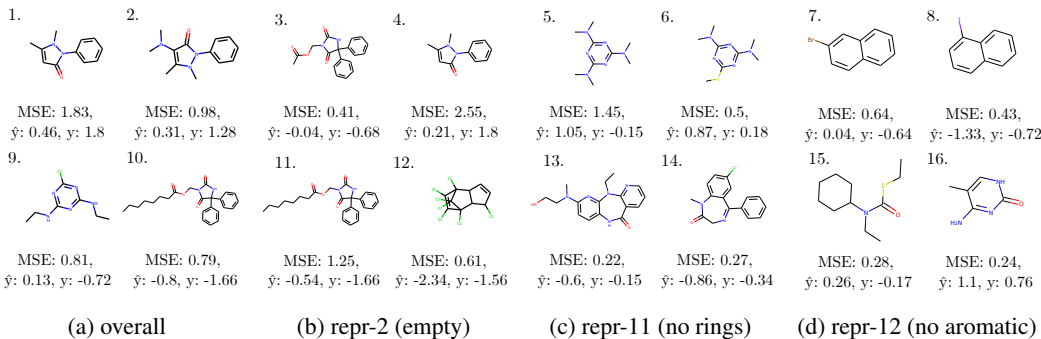 1. 2. 3. 4. 5. 6. 7. 8.
MSE: 1.83, MSE: 0.98, MSE: 0.41, MSE: 2.55, MSE: 1.45, MSE: 0.5, MSE: 0.64, MSE: 0.43,
ŷ: 0.46, y: 1.8 ŷ: 0.31, y: 1.28 ŷ: -0.04, y: -0.68 ŷ: 0.21, y: 1.8 ŷ: 1.05, y: -0.15 ŷ: 0.87, y: 0.18 ŷ: 0.04, y: -0.64 ŷ: -1.33, y: -0.72
9. 10. 11. 12. 13. 14. 15. 16.
MSE: 0.81, MSE: 0.79, MSE: 1.25, MSE: 0.61, MSE: 0.22, MSE: 0.27, MSE: 0.28, MSE: 0.24,
ŷ: 0.13, y: -0.72 ŷ: -0.8, y: -1.66 ŷ: -0.54, y: -1.66 ŷ: -2.34, y: -1.56 ŷ: -0.6, y: -0.15 ŷ: -0.86, y: -0.34 ŷ: 0.26, y: -0.17 ŷ: 1.1, y: 0.76
(a) overall (b) repr-2 (empty) (c) repr-11 (no rings) (d) repr-12 (no aromatic)